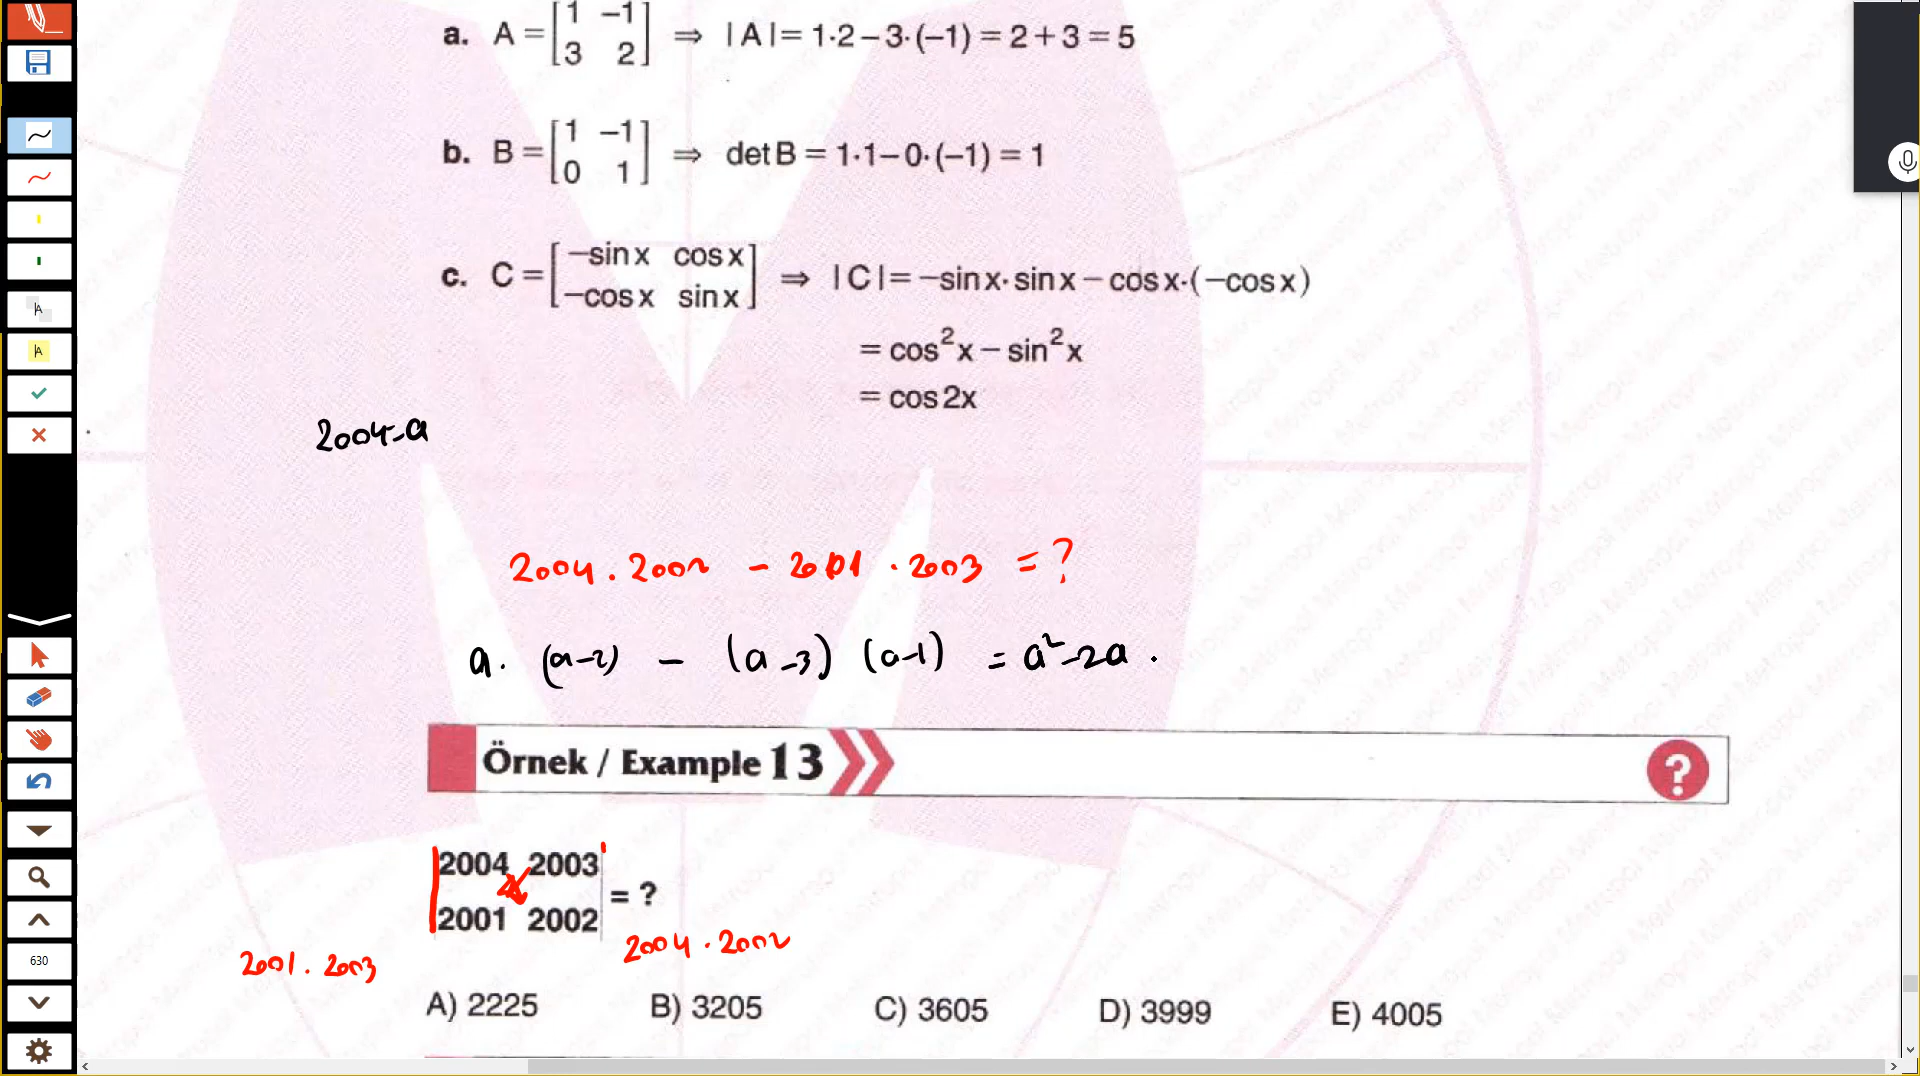 a. A = [1 −1 3 2] ⇒ |A| = 1·2 − 3·(−1) = 2 + 3 = 5
b. B = [1 −1 0 1] ⇒ det B = 1·1 − 0·(−1) = 1
c. C = [−sin x cos x −cos x sin x] ⇒ |C| = −sin x·sin x − cos x·(−cos x)
= cos²x − sin²x
= cos 2x
2004-a
2004 . 2002 - 2001 . 2003 = ?
a. (a-2) - (a-3) (a-1) = a²-2a .
Örnek / Example 13
?
2004 2003
2001 2002
= ?
2004 . 2002
2001 . 2003
A) 2225 B) 3205 C) 3605 D) 3999 E) 4005
630